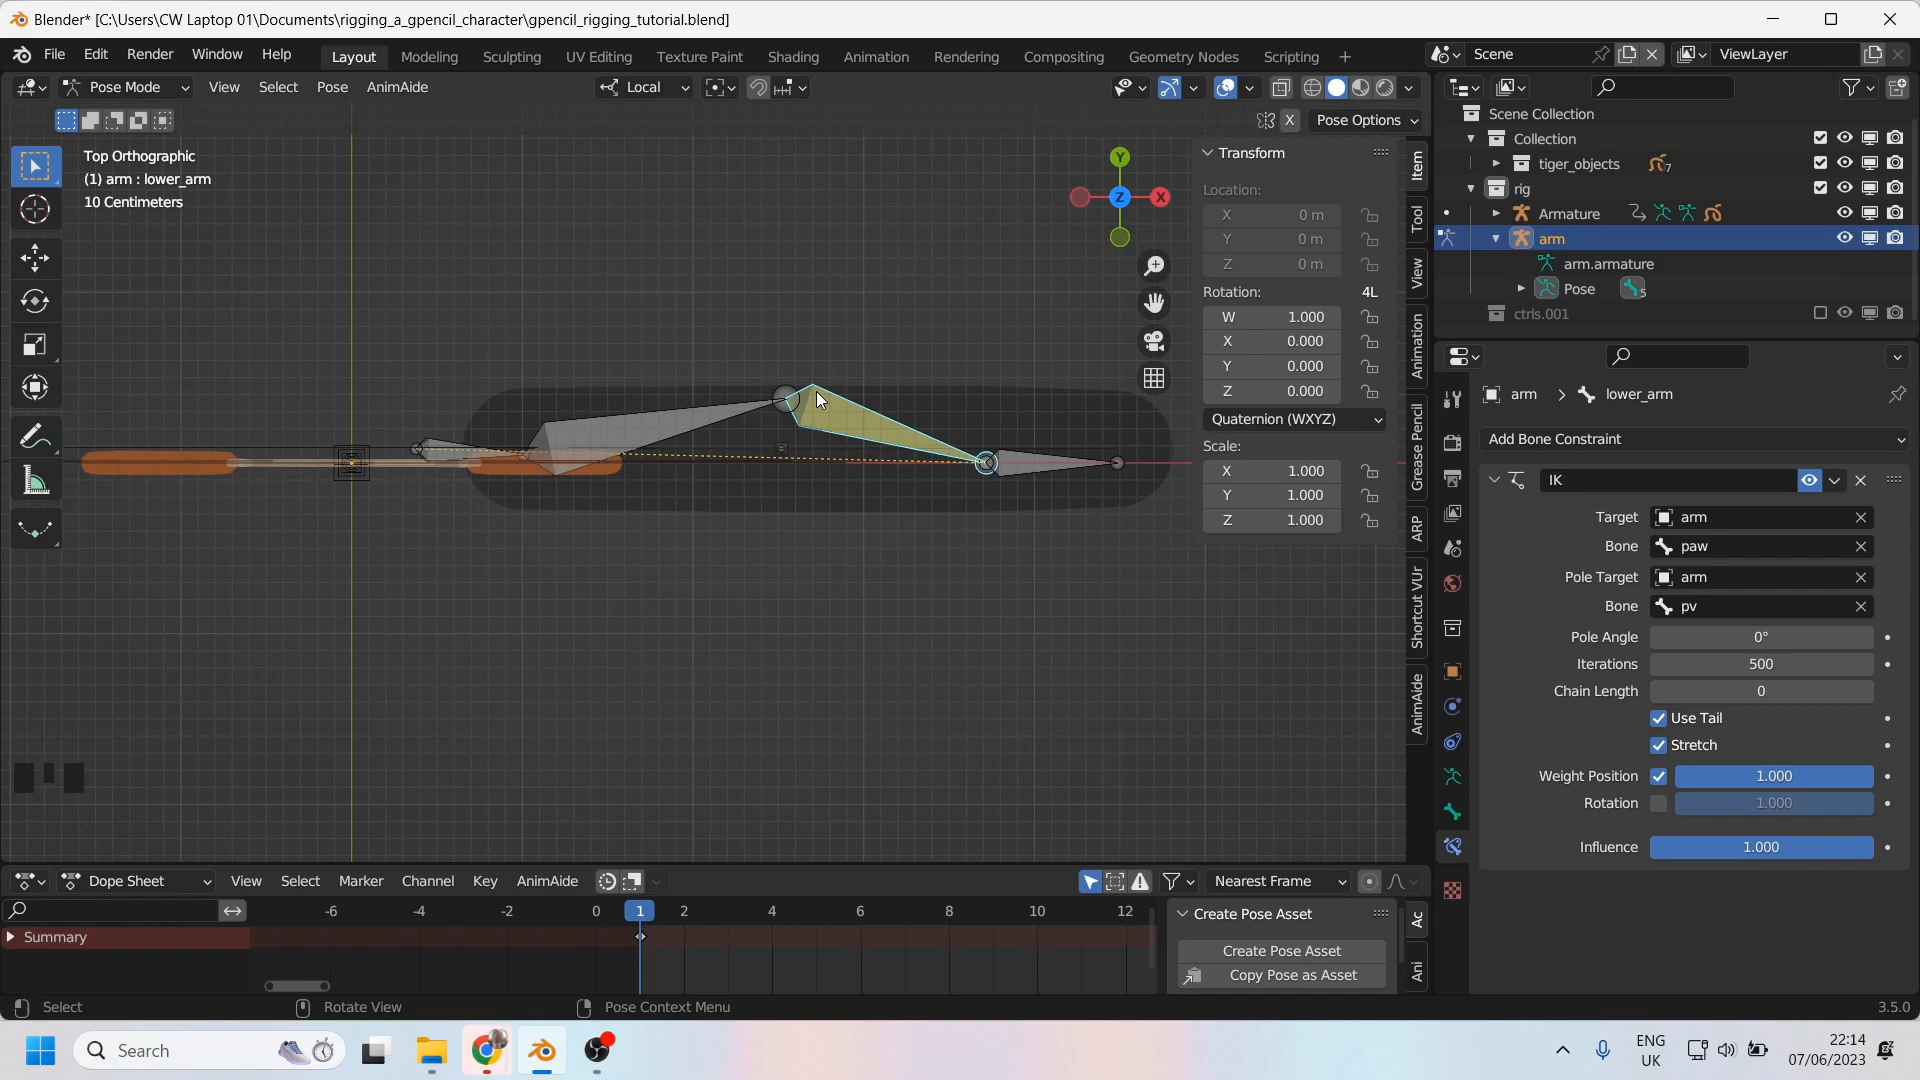 Blender* [C:\Users\CW Laptop 01\Documents\rigging_a_gpencil_character\gpencil_rigging_tutorial.blend]
File Edit Render Window Help Layout Modeling Sculpting UV Editing Texture Paint Shading Animation Rendering Compositing Geometry Nodes Scripting + Scene ViewLayer
Pose Mode View Select Pose AnimAide Local
X Pose Options
Top Orthographic
(1) arm : lower_arm
10 Centimeters
Y
X
Z
Transform
Location:
X 0 m
Y 0 m
Z 0 m
Rotation: 4L
W 1.000
X 0.000
Y 0.000
Z 0.000
Quaternion (WXYZ)
Scale:
X 1.000
Y 1.000
Z 1.000
Item
Tool
View
Animation
Grease Pencil
ARP
Shortcut VUr
AnimAide
Scene Collection
Collection
tiger_objects 7
rig
Armature
arm
arm.armature
Pose 5
ctrls.001
arm lower_arm
Add Bone Constraint
IK
Target arm
Bone paw
Pole Target arm
Bone pv
Pole Angle 0°
Iterations 500
Chain Length 0
Use Tail
Stretch
Weight Position 1.000
Rotation 1.000
Influence 1.000
Dope Sheet View Select Marker Channel Key AnimAide Nearest Frame
-6 -4 -2 0 1 2 4 6 8 10 12
Summary
Create Pose Asset
Create Pose Asset
Copy Pose as Asset
Ac
Ani
Select Rotate View Pose Context Menu 3.5.0
Search
ENG
UK
22:14
07/06/2023